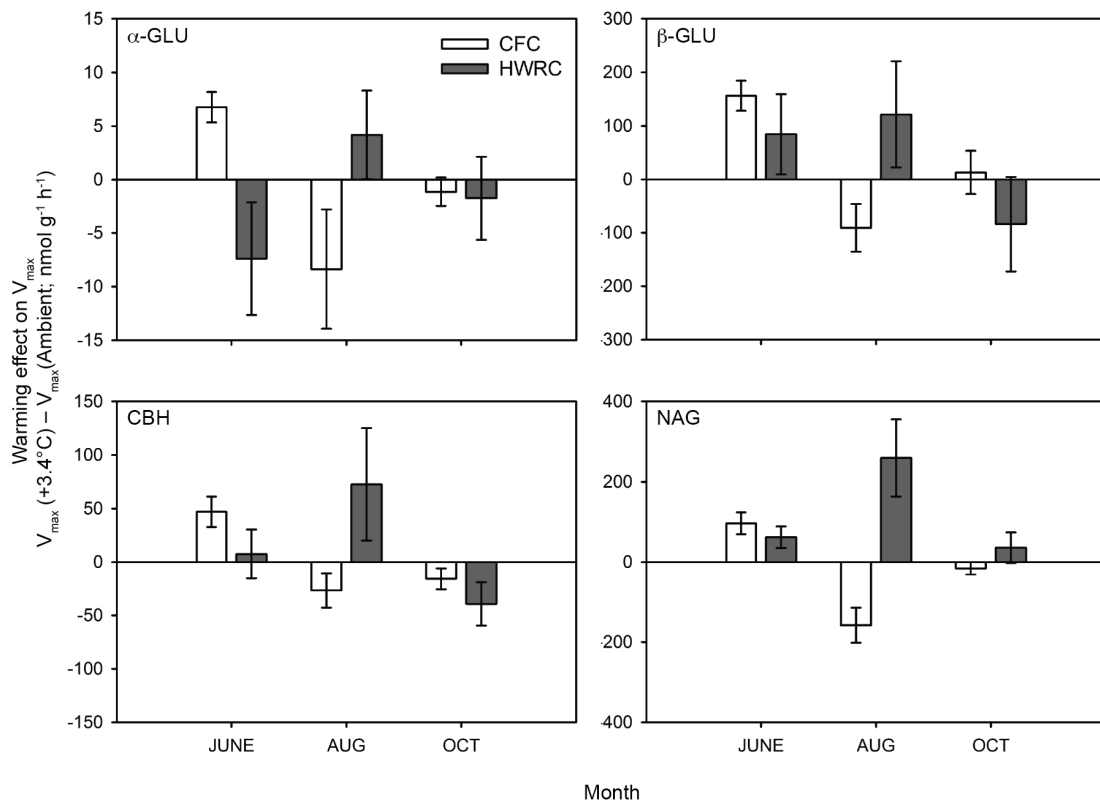 Warming effect on Vmax
Vmax (+3.4°C) – Vmax(Ambient; nmol g-1 h-1)
α-GLU
CFC
HWRC
15
10
5
0
-5
-10
-15
β-GLU
300
200
100
0
-100
-200
-300
CBH
150
100
50
0
-50
-100
-150
JUNE AUG OCT
NAG
400
200
0
-200
-400
JUNE AUG OCT
Month